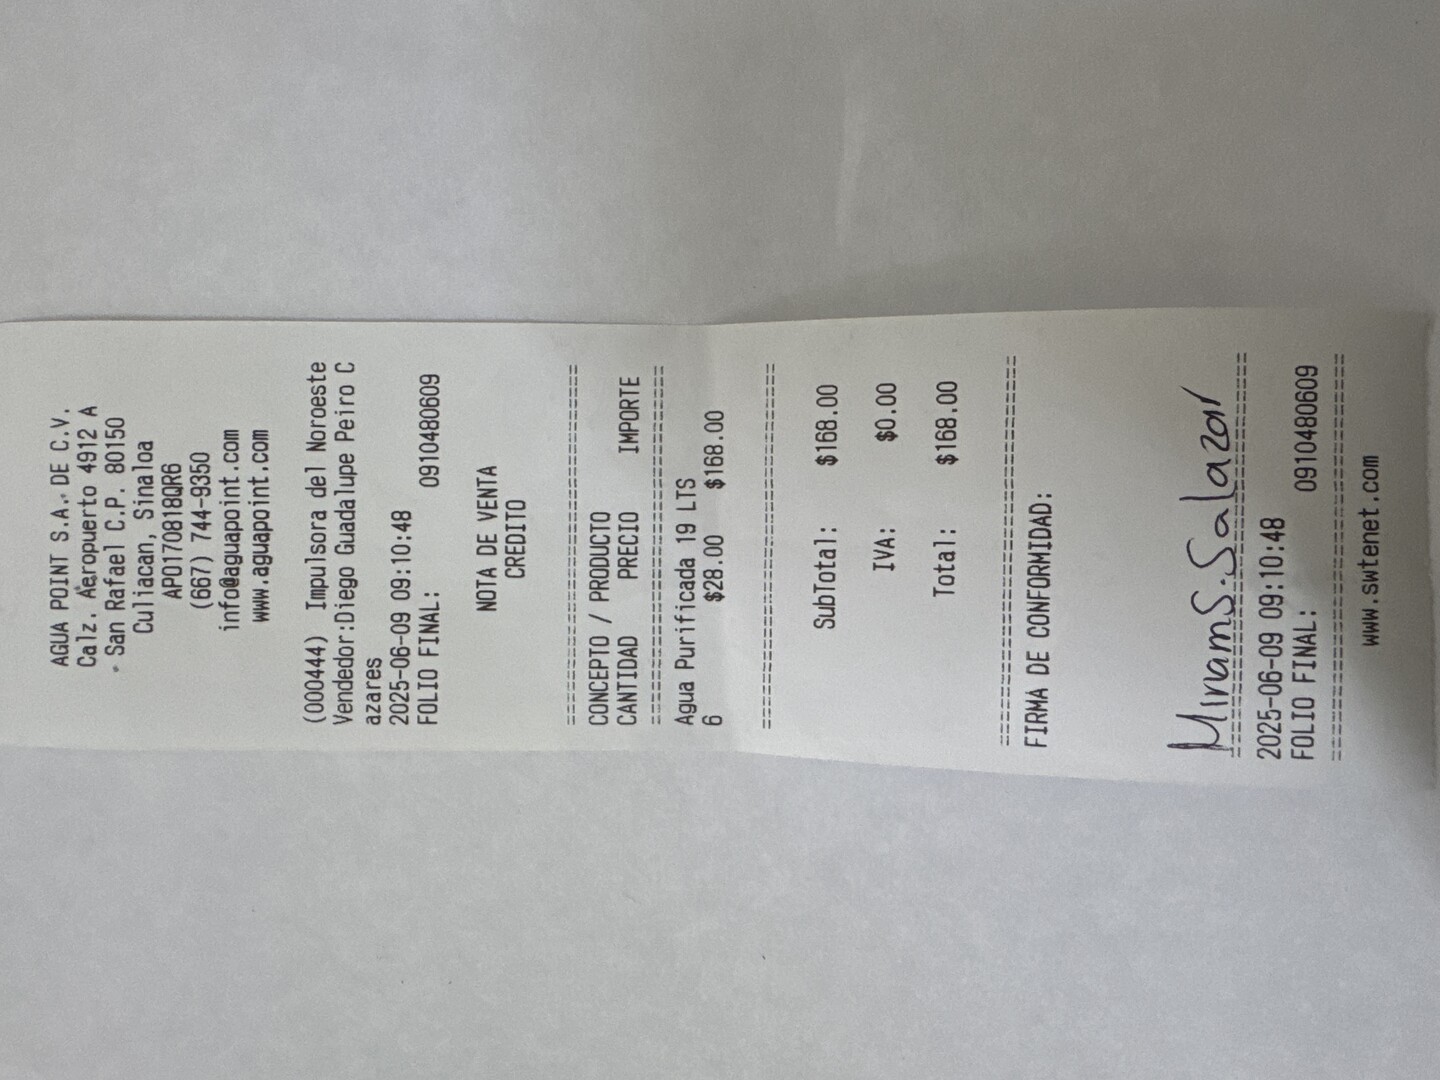 AGUA POINT S.A. DE C.V.
Calz. Aeropuerto 4912 A
San Rafael C.P. 80150
Culiacan, Sinaloa
APO170818QR6
(667) 744-9350
info@aguapoint.com
www.aguapoint.com
(000444) Impulsora del Noroeste
Vendedor:Diego Guadalupe Peiro C
azares
2025-06-09 09:10:48
FOLIO FINAL: 0910480609
NOTA DE VENTA
CREDITO
================================
CONCEPTO / PRODUCTO
CANTIDAD PRECIO IMPORTE
================================
Agua Purificada 19 LTS
6 $28.00 $168.00
================================
SubTotal: $168.00
IVA: $0.00
Total: $168.00
================================
FIRMA DE CONFORMIDAD:
Miriam S. Salazar
================================
2025-06-09 09:10:48
FOLIO FINAL: 0910480609
================================
www.swtenet.com